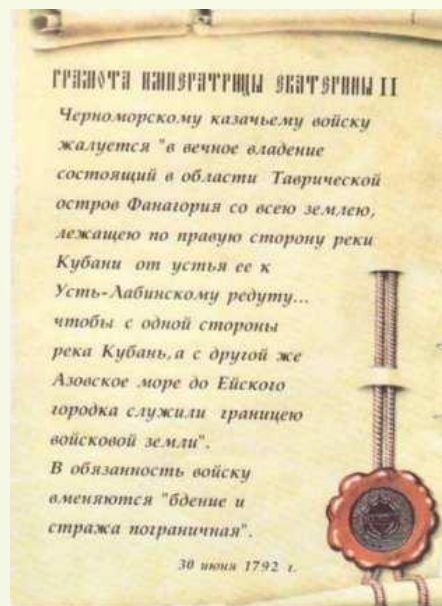 ГРАМОТА ИМПЕРАТРИЦЫ ЕКАТЕРИНЫ II
Черноморскому казачьему войску
жалуется "в вечное владение
состоящий в области Таврической
остров Фанагория со всею землею,
лежащею по правую сторону реки
Кубани от устья ее к
Усть-Лабинскому редуту...
чтобы с одной стороны
река Кубань, а с другой же
Азовское море до Ейского
городка служили границею
войсковой земли".
В обязанность войску
вменяются "бдение и
стража пограничная".
30 июня 1792 г.